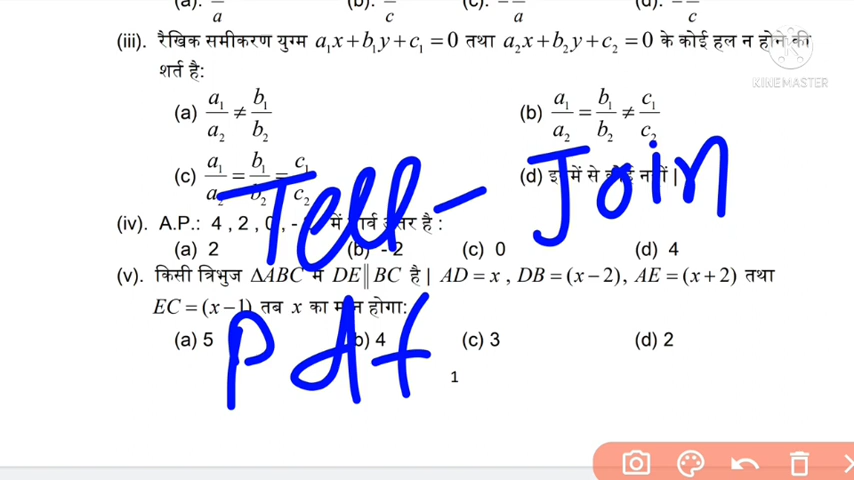 (a). a (b). c (c). a (d). c
(iii). रैखिक समीकरण युग्म a₁x+b₁y+c₁=0 तथा a₂x+b₂y+c₂=0 के कोई हल न होने की
शर्त है:
(a) a₁/a₂ ≠ b₁/b₂ (b) a₁/a₂ = b₁/b₂ ≠ c₁/c₂
(c) a₁/a₂ = b₁/b₂ = c₁/c₂ (d) इनमें से कोई नहीं |
Tell - Join
(iv). A.P.: 4 , 2 , 0 , - में सार्व अंतर है :
(a) 2 (b) - 2 (c) 0 (d) 4
(v). किसी त्रिभुज ΔABC में DE||BC है | AD = x , DB = (x−2), AE = (x+2) तथा
EC = (x−1) तब x का मान होगा:
(a) 5 (b) 4 (c) 3 (d) 2
Pdf
1
KINEMASTER